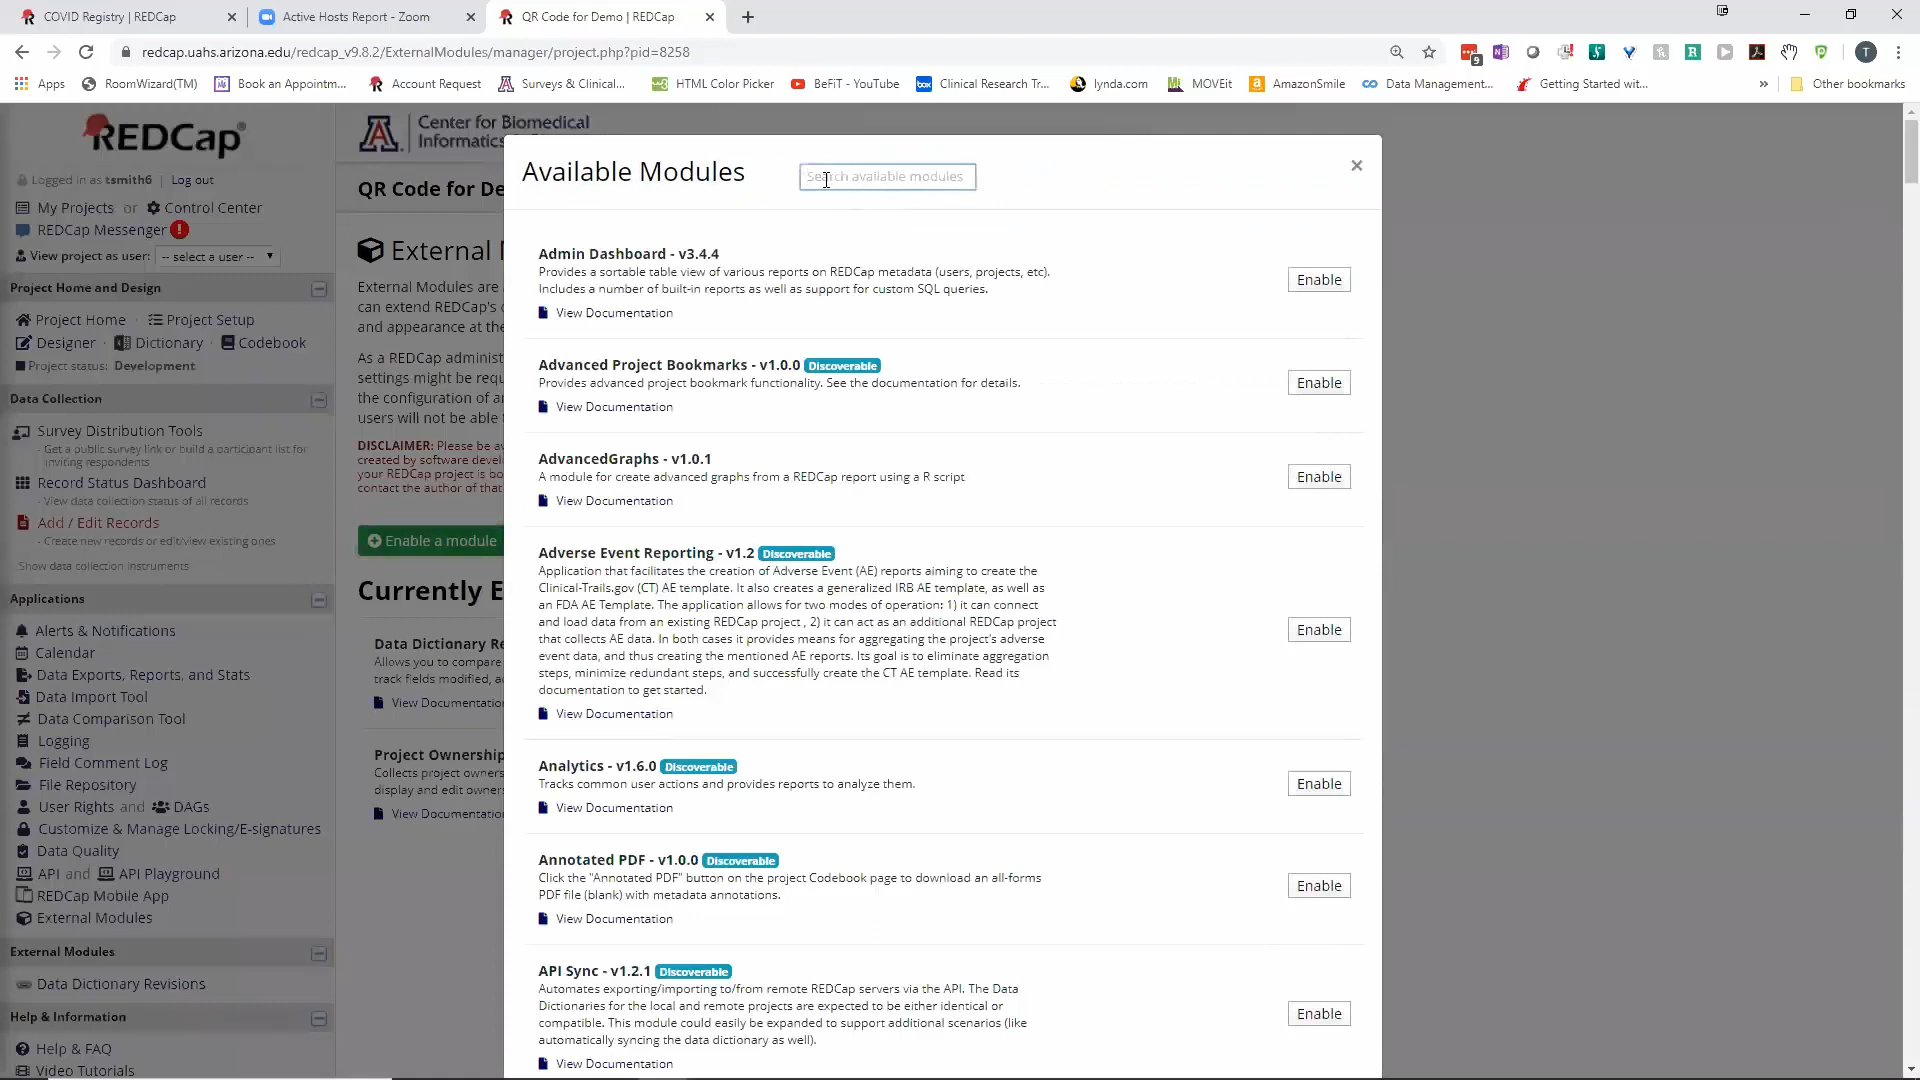 COVID Registry | REDCap
Active Hosts Report - Zoom
QR Code for Demo | REDCap
redcap.uahs.arizona.edu/redcap_v9.8.2/ExternalModules/manager/project.php?pid=8258
9
T
Apps
RoomWizard(TM)
Book an Appointm...
Account Request
Surveys & Clinical...
HTML Color Picker
BeFiT - YouTube
box
Clinical Research Tr...
lynda.com
MOVEit
AmazonSmile
Data Management...
Getting Started wit...
»
Other bookmarks
REDCap
Logged in as tsmith6 | Log out
My Projects or Control Center
REDCap Messenger
View project as user: -- select a user --
Project Home and Design
Project Home · Project Setup
Designer · Dictionary · Codebook
Project status: Development
Data Collection
Survey Distribution Tools
- Get a public survey link or build a participant list for
inviting respondents
Record Status Dashboard
- View data collection status of all records
Add / Edit Records
- Create new records or edit/view existing ones
Show data collection instruments
Applications
Alerts & Notifications
Calendar
Data Exports, Reports, and Stats
Data Import Tool
Data Comparison Tool
Logging
Field Comment Log
File Repository
User Rights and DAGs
Customize & Manage Locking/E-signatures
Data Quality
API and API Playground
REDCap Mobile App
External Modules
External Modules
Data Dictionary Revisions
Help & Information
Help & FAQ
Video Tutorials
A
Center for Biomedical
Informatics
QR Code for De
External M
External Modules are
can extend REDCap's
and appearance at the
As a REDCap administ
settings might be requ
the configuration of a
users will not be able
DISCLAIMER: Please be av
created by software devel
your REDCap project is bo
contact the author of that
Enable a module
Currently E
Data Dictionary Re
Allows you to compare
track fields modified, a
View Documentation
Project Ownership
Collects project owners
display and edit owners
View Documentation
Available Modules
Search available modules
×
Admin Dashboard - v3.4.4
Provides a sortable table view of various reports on REDCap metadata (users, projects, etc).
Includes a number of built-in reports as well as support for custom SQL queries.
View Documentation
Enable
Advanced Project Bookmarks - v1.0.0 Discoverable
Provides advanced project bookmark functionality. See the documentation for details.
View Documentation
Enable
AdvancedGraphs - v1.0.1
A module for create advanced graphs from a REDCap report using a R script
View Documentation
Enable
Adverse Event Reporting - v1.2 Discoverable
Application that facilitates the creation of Adverse Event (AE) reports aiming to create the
Clinical-Trails.gov (CT) AE template. It also creates a generalized IRB AE template, as well as
an FDA AE Template. The application allows for two modes of operation: 1) it can connect
and load data from an existing REDCap project , 2) it can act as an additional REDCap project
that collects AE data. In both cases it provides means for aggregating the project's adverse
event data, and thus creating the mentioned AE reports. Its goal is to eliminate aggregation
steps, minimize redundant steps, and successfully create the CT AE template. Read its
documentation to get started.
View Documentation
Enable
Analytics - v1.6.0 Discoverable
Tracks common user actions and provides reports to analyze them.
View Documentation
Enable
Annotated PDF - v1.0.0 Discoverable
Click the "Annotated PDF" button on the project Codebook page to download an all-forms
PDF file (blank) with metadata annotations.
View Documentation
Enable
API Sync - v1.2.1 Discoverable
Automates exporting/importing to/from remote REDCap servers via the API. The Data
Dictionaries for the local and remote projects are expected to be either identical or
compatible. This module could easily be expanded to support additional scenarios (like
automatically syncing the data dictionary as well).
View Documentation
Enable